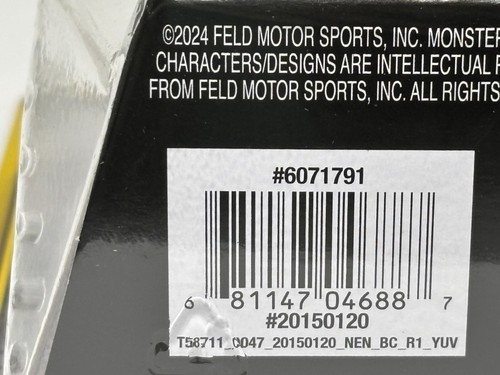 ©2024 FELD MOTOR SPORTS, INC. MONSTER
CHARACTERS/DESIGNS ARE INTELLECTUAL
FROM FELD MOTOR SPORTS, INC. ALL RIGHTS
#6071791
6 81147 04688 7
#20150120
T58711_0047_20150120_NEN_BC_R1_YUV